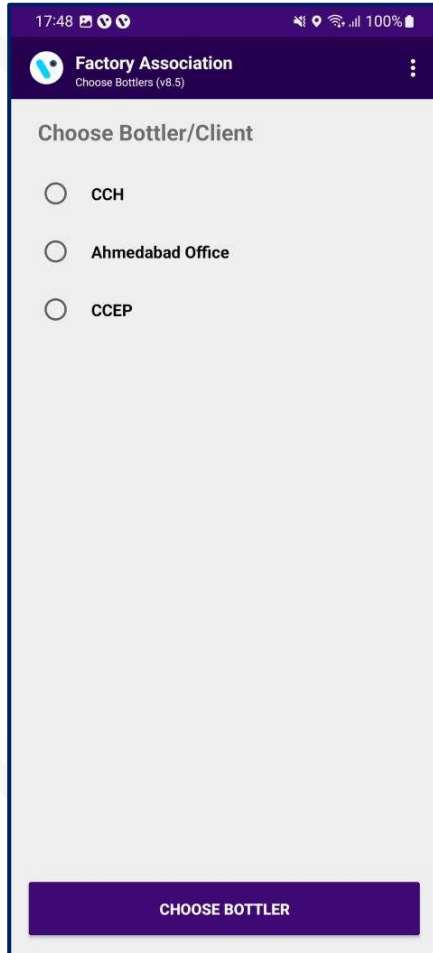 17:48 100%
Factory Association
Choose Bottlers (v8.5)
Choose Bottler/Client
CCH
Ahmedabad Office
CCEP
CHOOSE BOTTLER